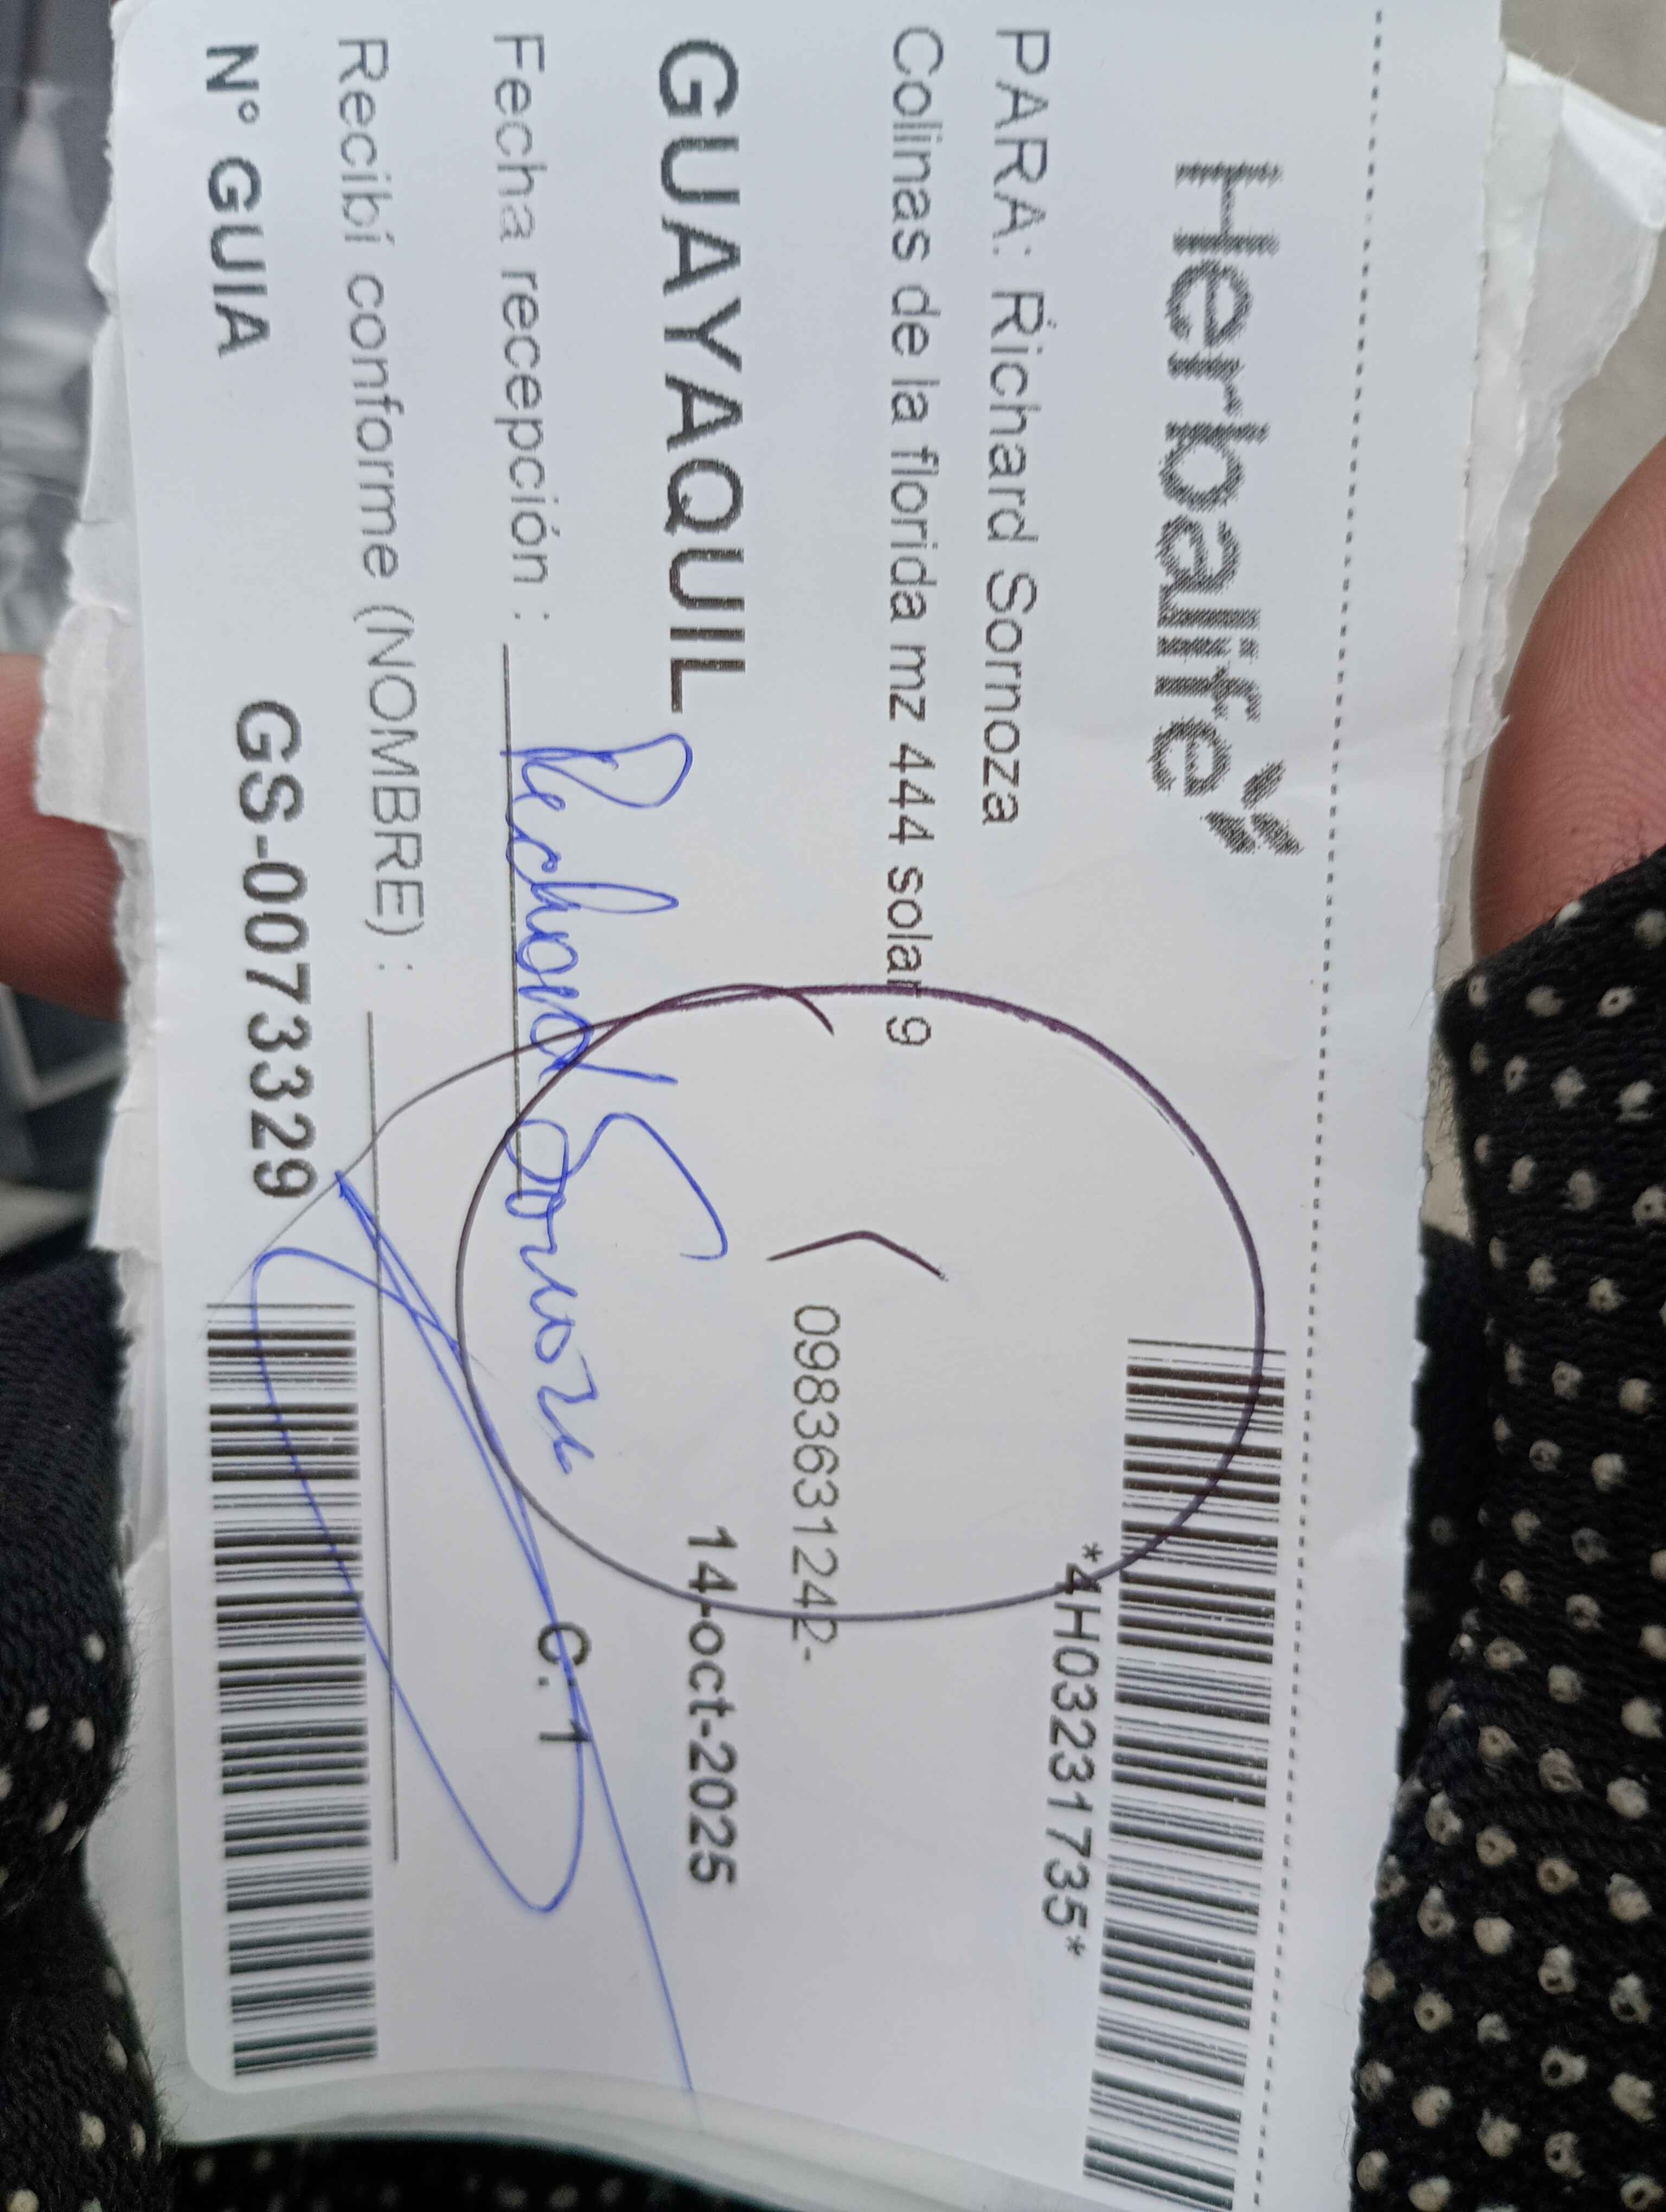 Herbalife
*4H03231735*
PARA: Richard Sornoza
Colinas de la florida mz 444 solar 9
0983631242-
GUAYAQUIL
14-oct-2025
Fecha recepción :
Richard Sornoza
C. 1
Recibí conforme (NOMBRE) :
N° GUIA GS-00733329